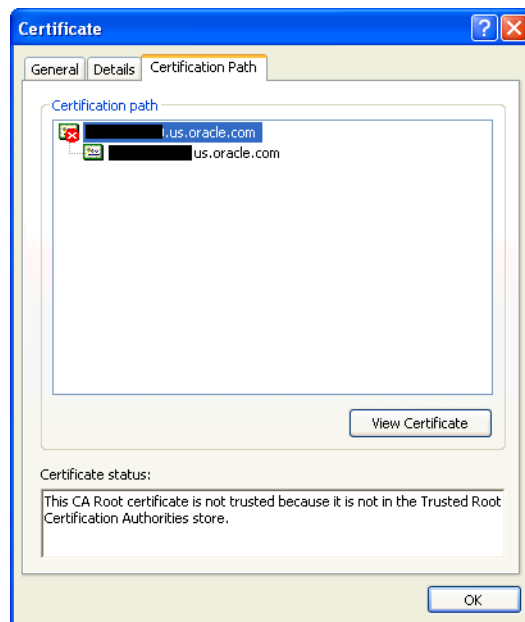 Certificate
General Details Certification Path
Certification path
.us.oracle.com
us.oracle.com
View Certificate
Certificate status:
This CA Root certificate is not trusted because it is not in the Trusted Root
Certification Authorities store.
OK